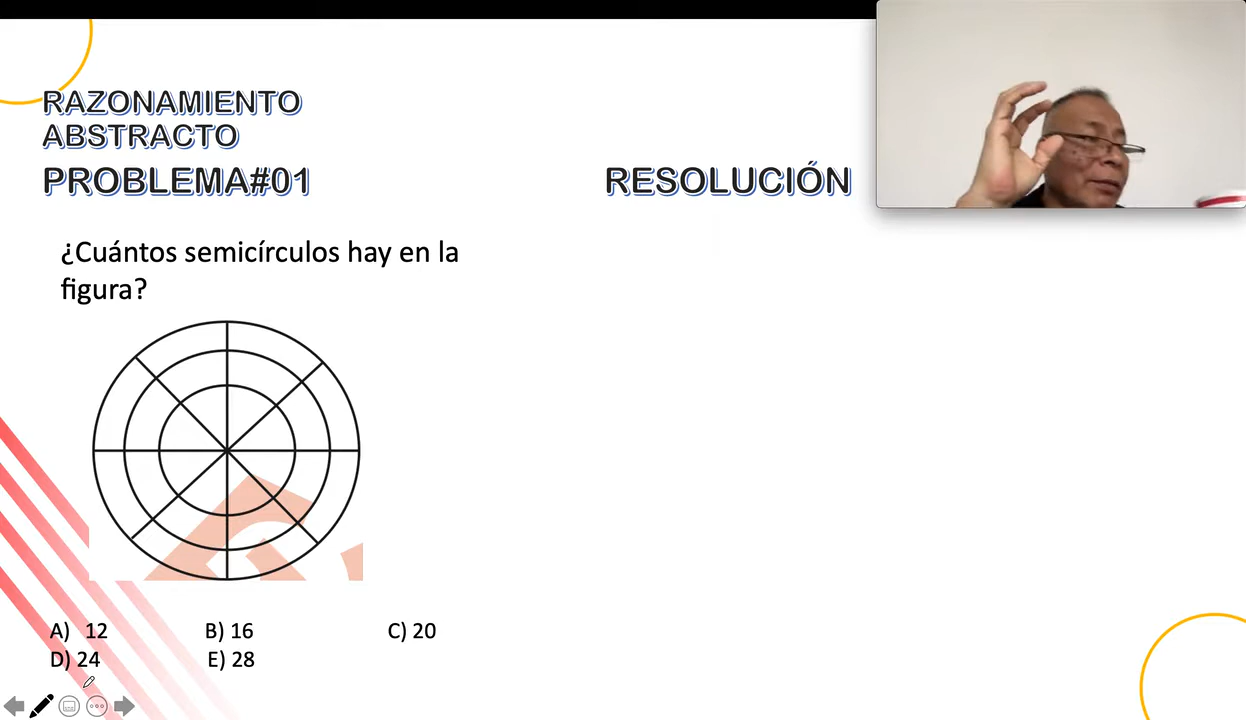 RAZONAMIENTO
ABSTRACTO
PROBLEMA#01
RESOLUCIÓN
¿Cuántos semicírculos hay en la
figura?
A) 12 B) 16 C) 20
D) 24 E) 28